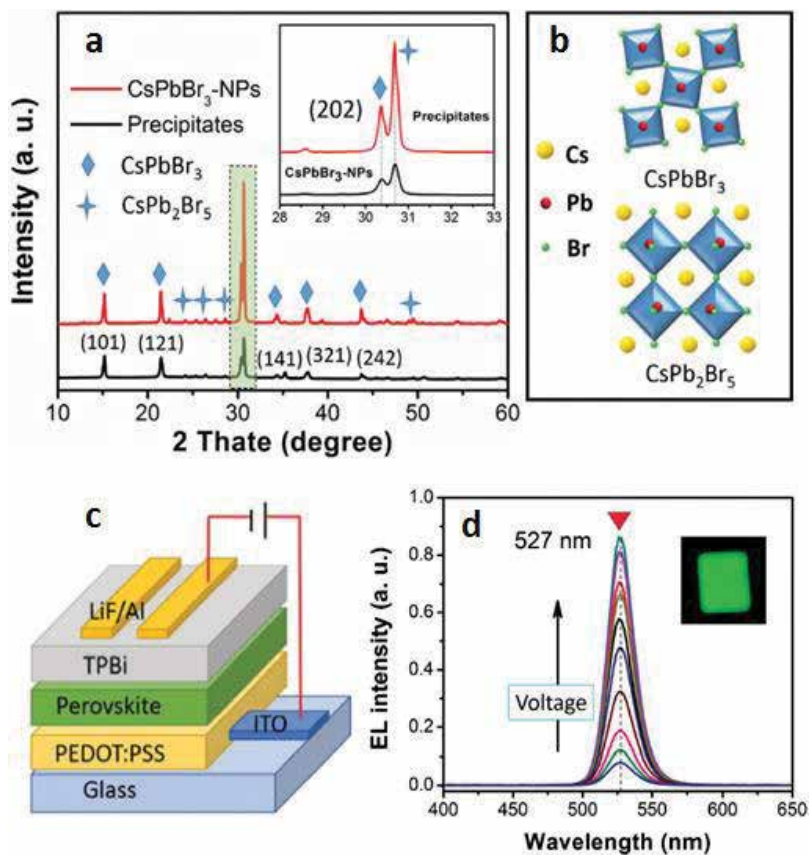 a
Intensity (a. u.)
CsPbBr₃-NPs
Precipitates
CsPbBr₃
CsPb₂Br₅
(202)
Precipitates
CsPbBr₃-NPs
28 29 30 31 32 33
(101) (121) (141) (321) (242)
10 20 30 40 50 60
2 Thate (degree)
b
CsPbBr₃
Cs
Pb
Br
CsPb₂Br₅
c
LiF/Al
TPBi
Perovskite
ITO
PEDOT:PSS
Glass
d
EL intensity (a. u.)
1.0
0.8
0.6
0.4
0.2
0.0
527 nm
Voltage
400 450 500 550 600 650
Wavelength (nm)